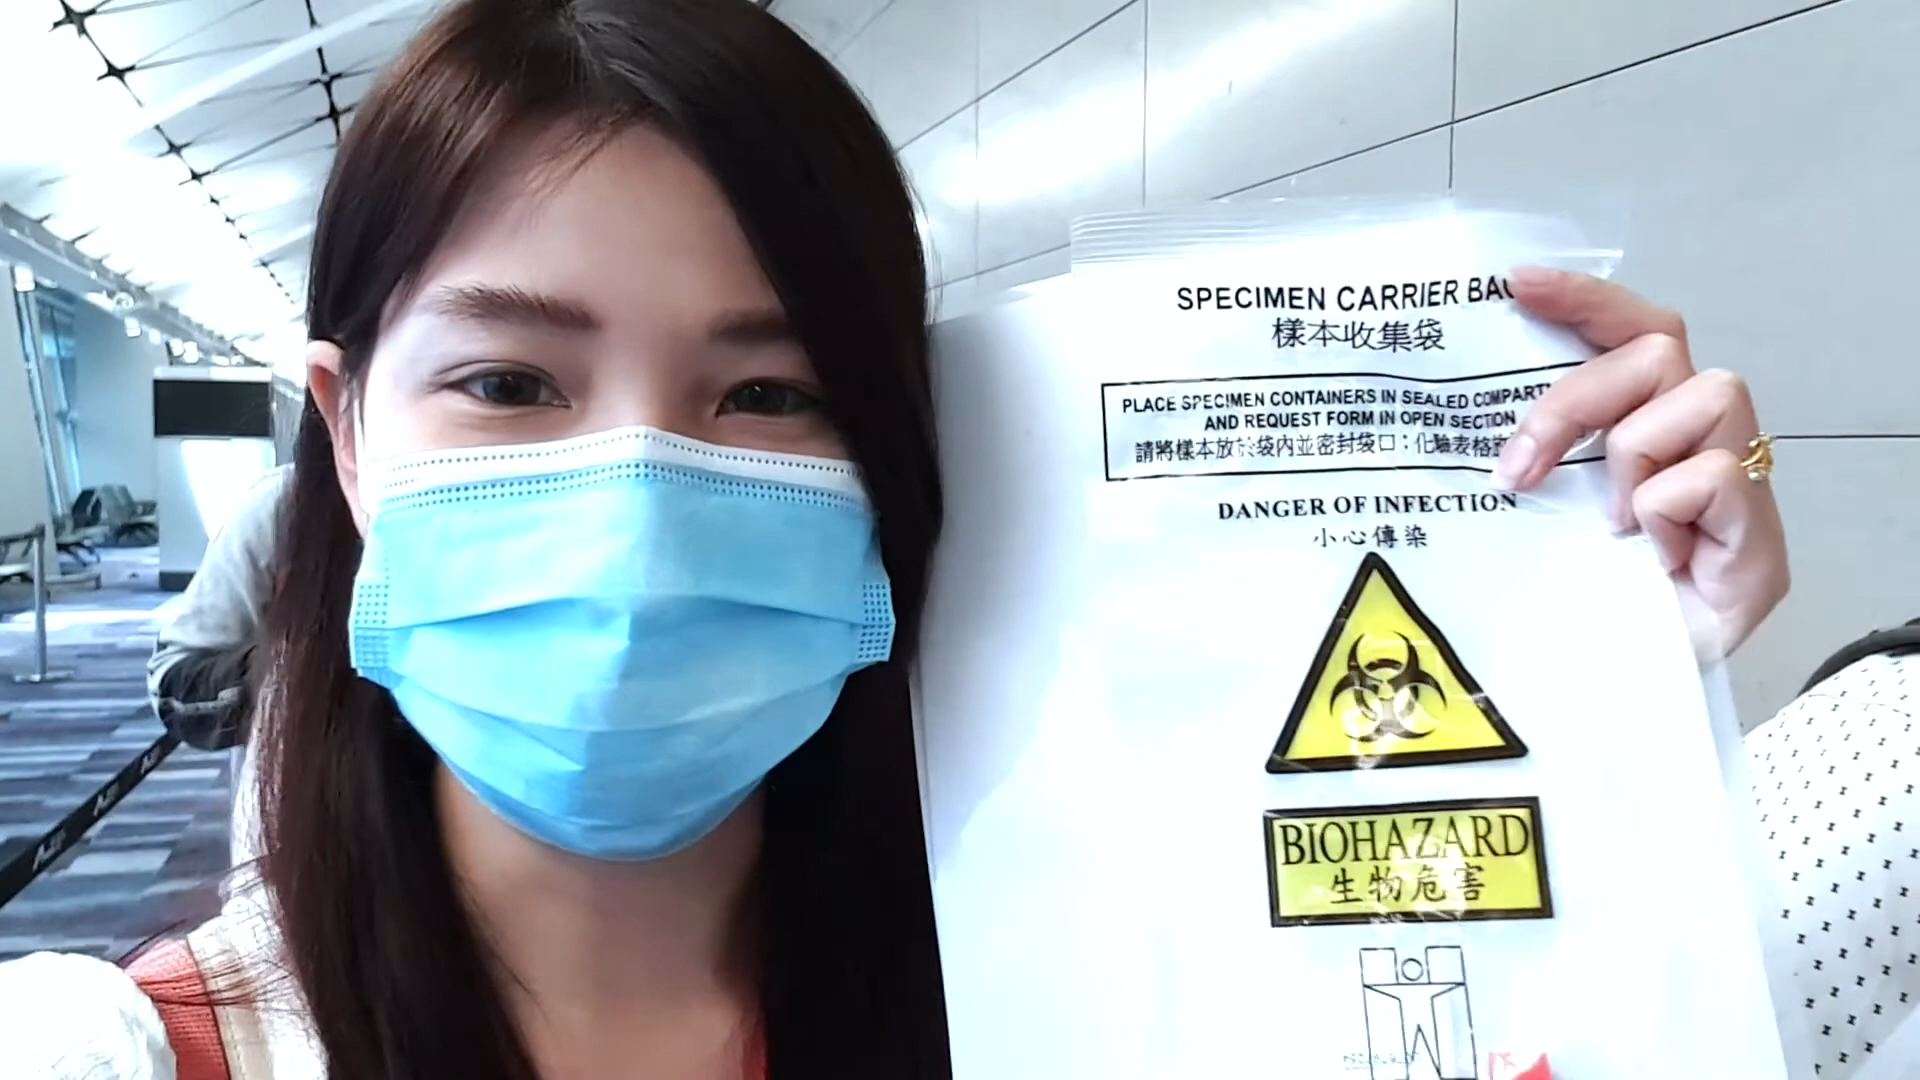 SPECIMEN CARRIER BAG
樣本收集袋
PLACE SPECIMEN CONTAINERS IN SEALED
AND REQUEST FORM IN OPEN SECTION
請將樣本放於袋內並密封袋口；化驗表格
DANGER OF INFECTION
小心傳染
BIOHAZARD
生物危害